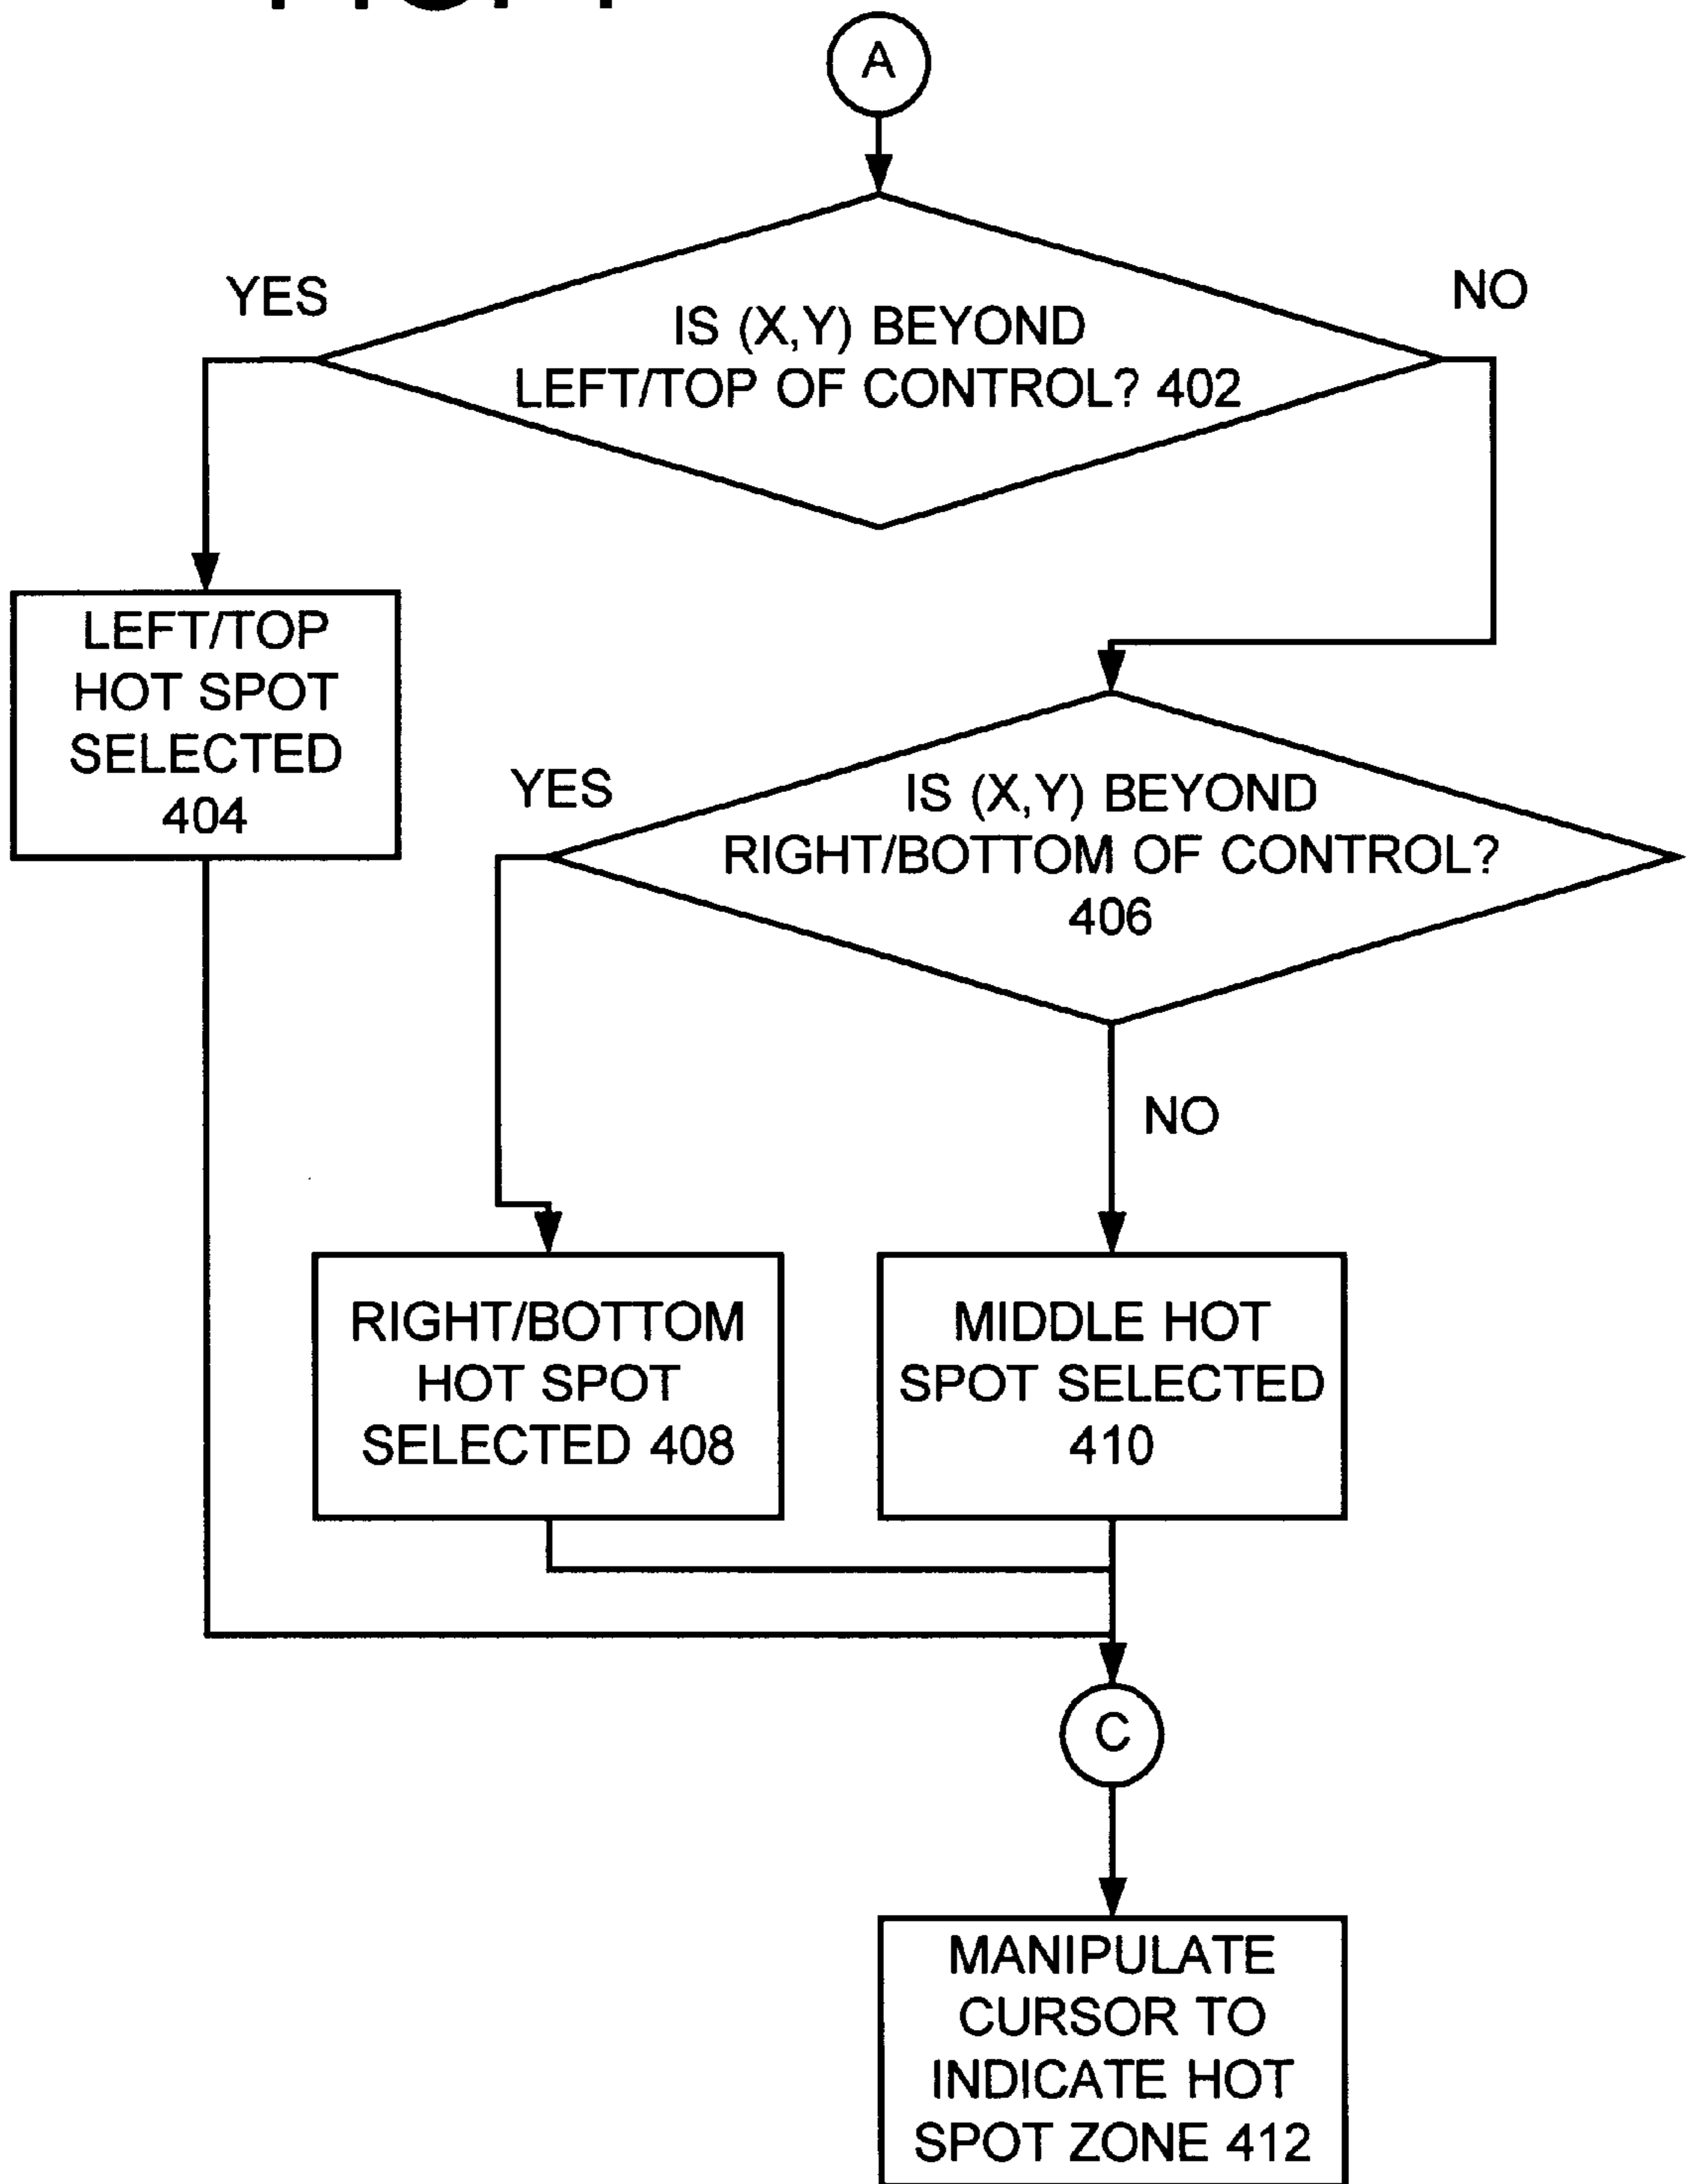 A
YES
NO
IS (X,Y) BEYOND
LEFT/TOP OF CONTROL? 402
LEFT/TOP
HOT SPOT
SELECTED
404
YES
IS (X,Y) BEYOND
RIGHT/BOTTOM OF CONTROL?
406
NO
RIGHT/BOTTOM
HOT SPOT
SELECTED 408
MIDDLE HOT
SPOT SELECTED
410
C
MANIPULATE
CURSOR TO
INDICATE HOT
SPOT ZONE 412